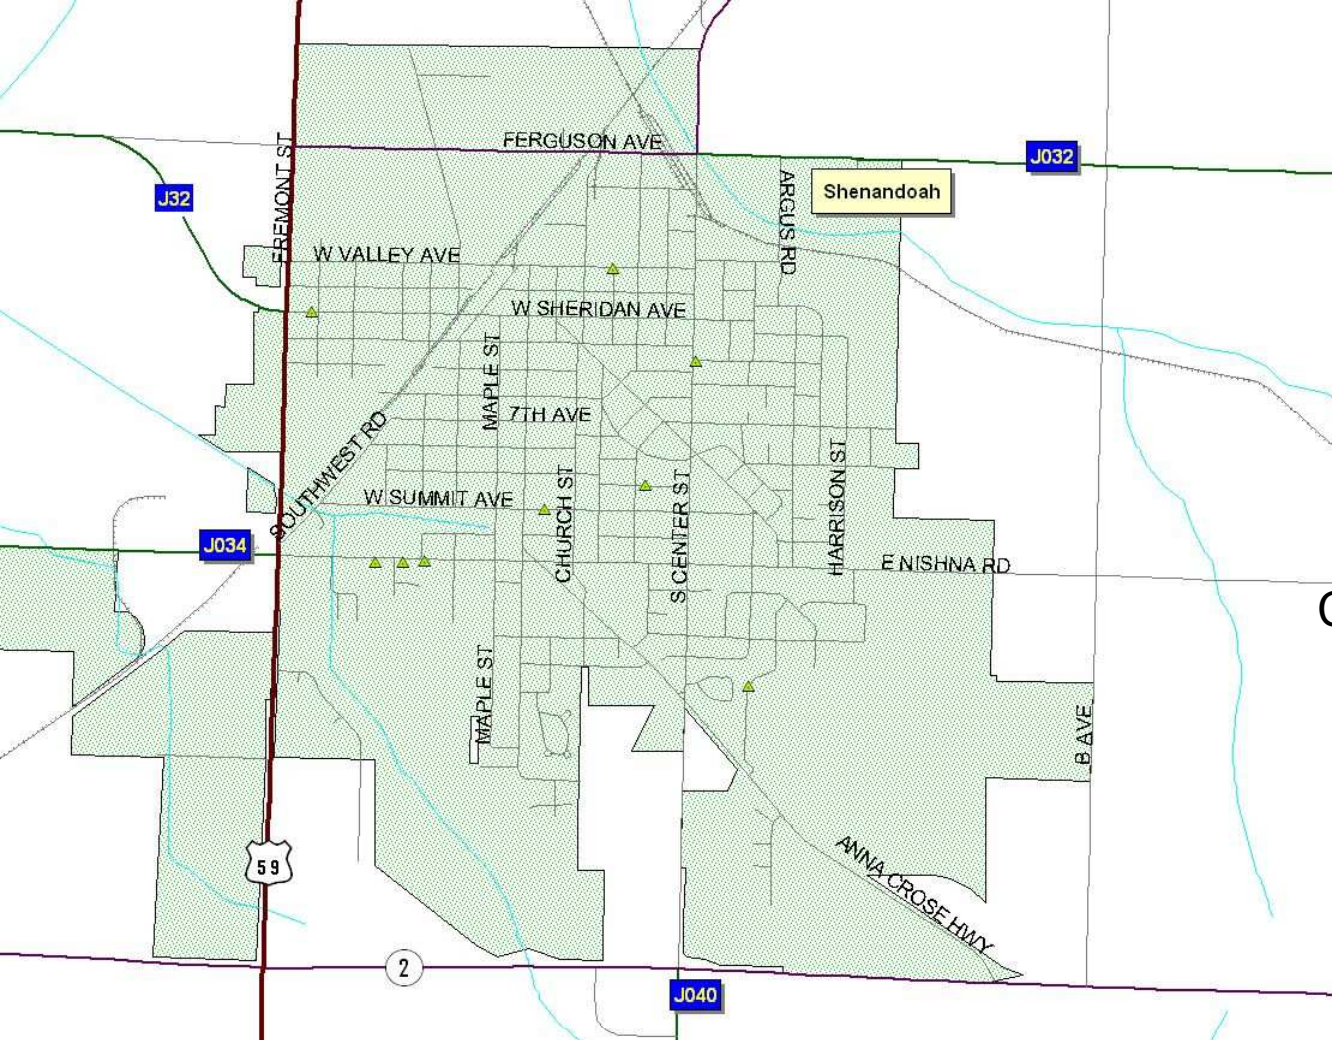 FERGUSON AVE
J032
FREMONT ST
J32
ARGUS RD
Shenandoah
W VALLEY AVE
W SHERIDAN AVE
MAPLE ST
7TH AVE
SOUTHWEST RD
W SUMMIT AVE
CHURCH ST
S CENTER ST
HARRISON ST
J034
E NISHNA RD
MAPLE ST
B AVE
59
ANNA CROSE HWY
2
J040